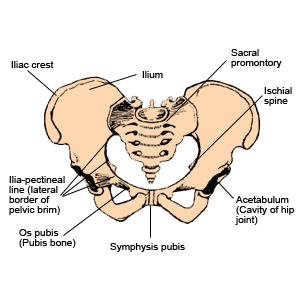 Iliac crest
Ilium
Sacral
promontory
Ischial
spine
Ilia-pectineal
line (lateral
border of
pelvic brim)
Os pubis
(Pubis bone)
Symphysis pubis
Acetabulum
(Cavity of hip
joint)